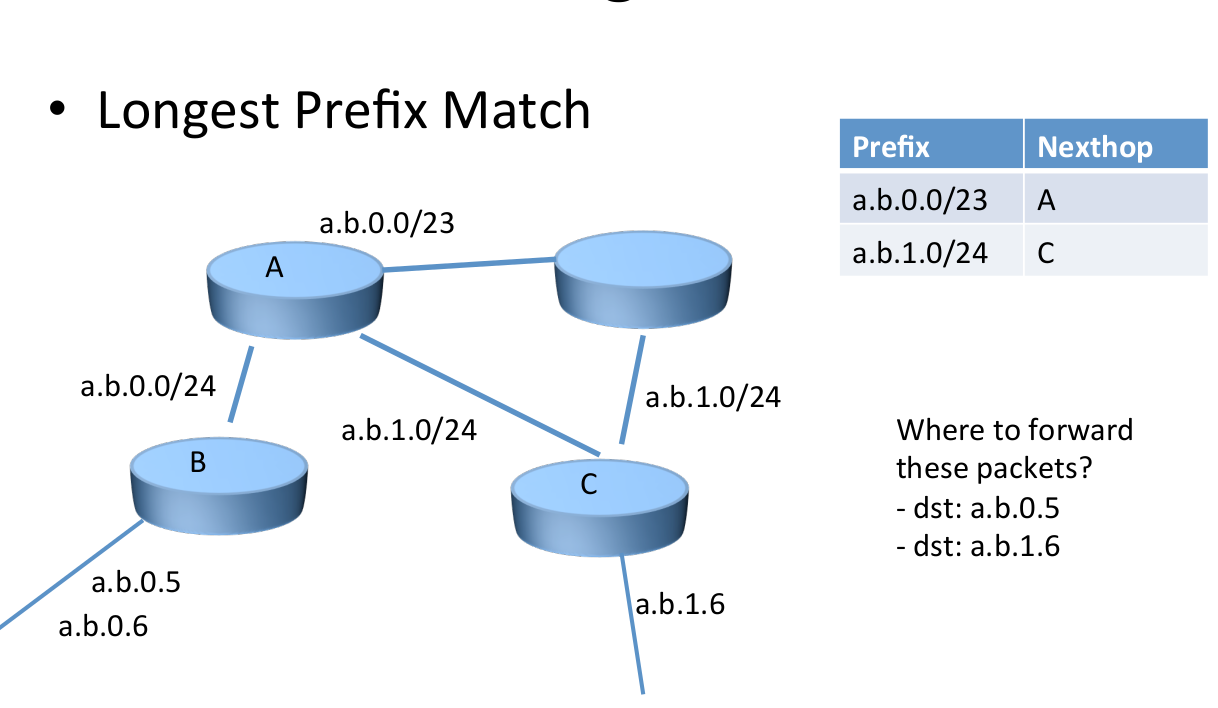 • Longest Prefix Match
Prefix Nexthop
a.b.0.0/23 A
a.b.1.0/24 C
a.b.0.0/23
A
a.b.0.0/24
a.b.1.0/24
a.b.1.0/24
B
C
a.b.0.5
a.b.0.6
a.b.1.6
Where to forward
these packets?
- dst: a.b.0.5
- dst: a.b.1.6